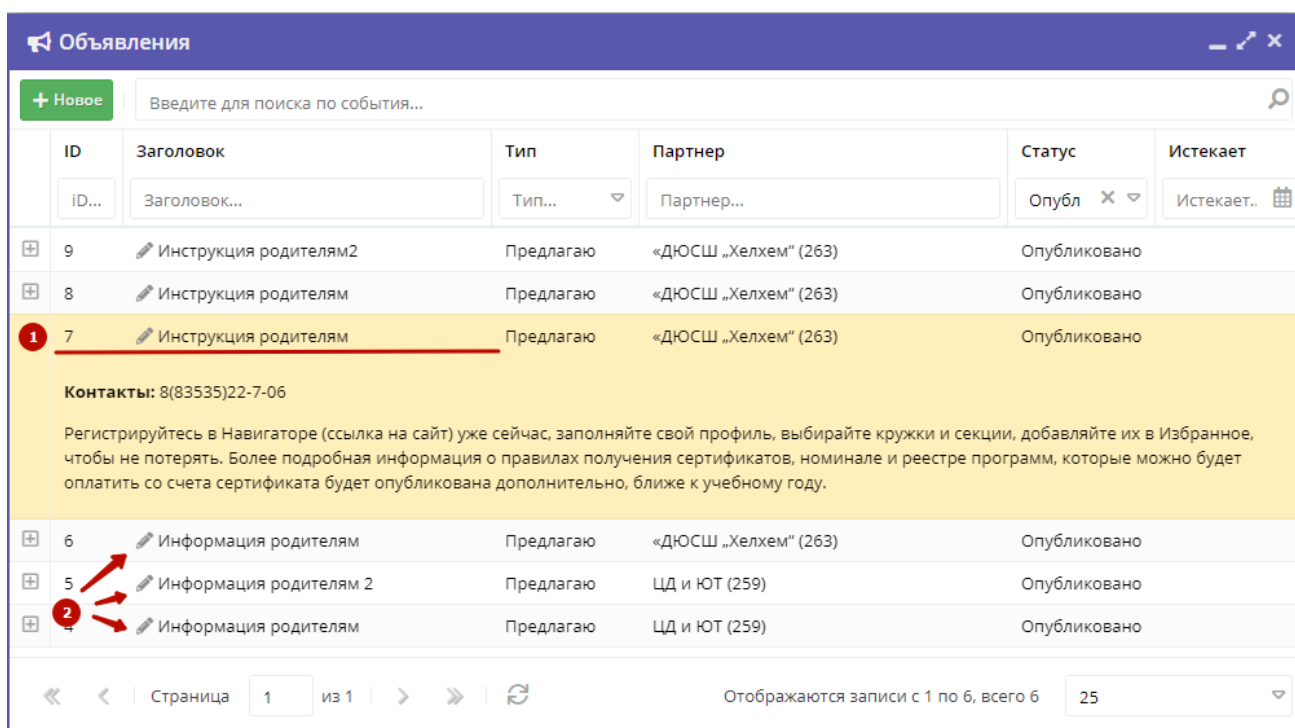 Объявления
+ Новое
Введите для поиска по события...
ID Заголовок Тип Партнер Статус Истекает
iD... Заголовок... Тип... Партнер... Опубл Истекает..
9 Инструкция родителям2 Предлагаю «ДЮСШ „Хелхем“ (263) Опубликовано
8 Инструкция родителям Предлагаю «ДЮСШ „Хелхем“ (263) Опубликовано
1 7 Инструкция родителям Предлагаю «ДЮСШ „Хелхем“ (263) Опубликовано
Контакты: 8(83535)22-7-06
Регистрируйтесь в Навигаторе (ссылка на сайт) уже сейчас, заполняйте свой профиль, выбирайте кружки и секции, добавляйте их в Избранное,
чтобы не потерять. Более подробная информация о правилах получения сертификатов, номинале и реестре программ, которые можно будет
оплатить со счета сертификата будет опубликована дополнительно, ближе к учебному году.
6 Информация родителям Предлагаю «ДЮСШ „Хелхем“ (263) Опубликовано
5 Информация родителям 2 Предлагаю ЦД и ЮТ (259) Опубликовано
2
4 Информация родителям Предлагаю ЦД и ЮТ (259) Опубликовано
Страница 1 из 1 Отображаются записи с 1 по 6, всего 6 25